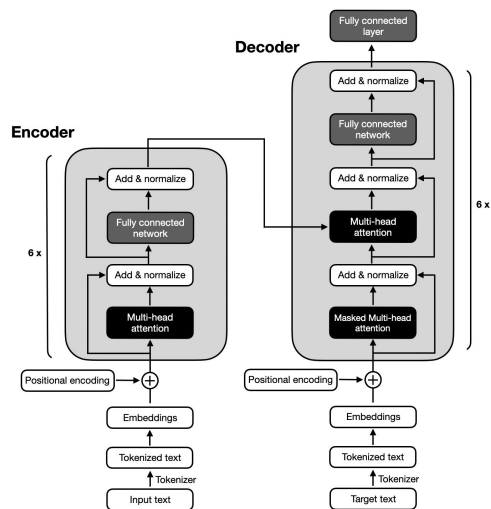 Encoder
6 x
Add & normalize
Fully connected
network
Add & normalize
Multi-head
attention
Positional encoding
+
Embeddings
Tokenized text
Tokenizer
Input text
Fully connected
layer
Decoder
Add & normalize
Fully connected
network
Add & normalize
6 x
Multi-head
attention
Add & normalize
Masked Multi-head
attention
Positional encoding
+
Embeddings
Tokenized text
Tokenizer
Target text